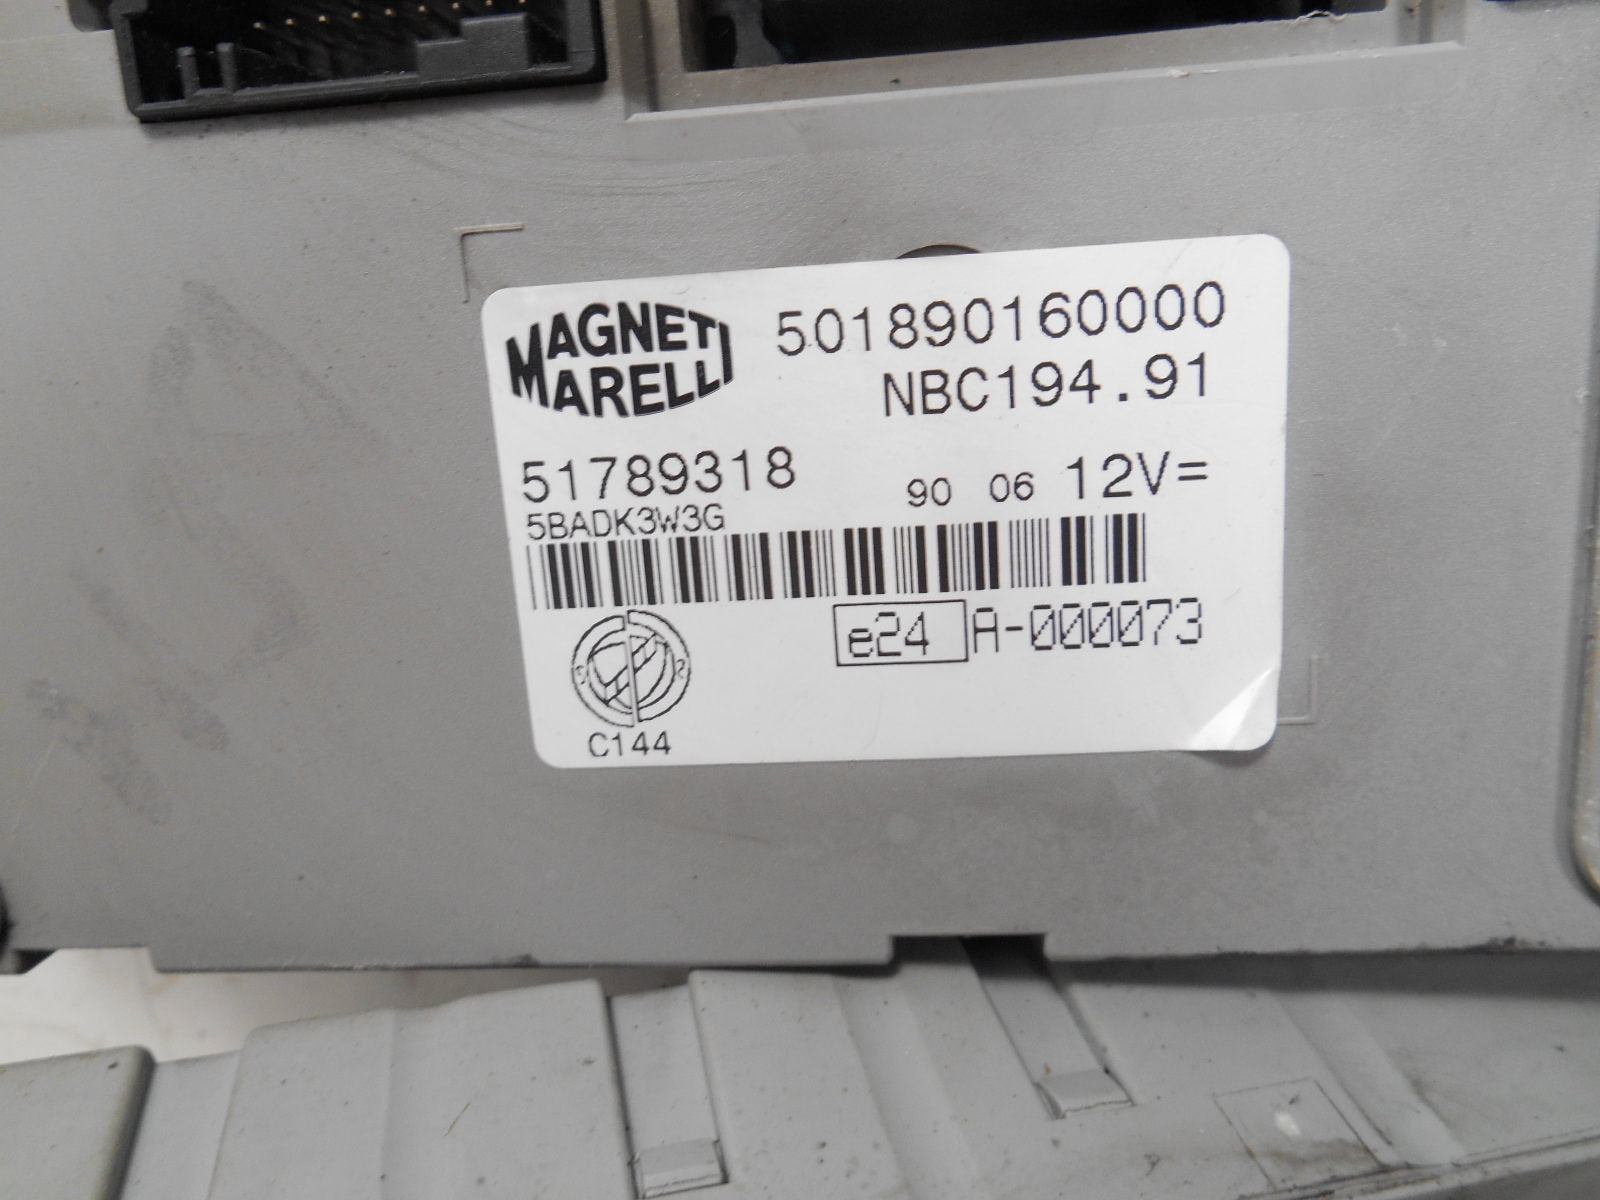 MAGNETI MARELLI
501890160000
NBC194.91
51789318 90 06 12V=
5BADK3W3G
e24 A-000073
C144